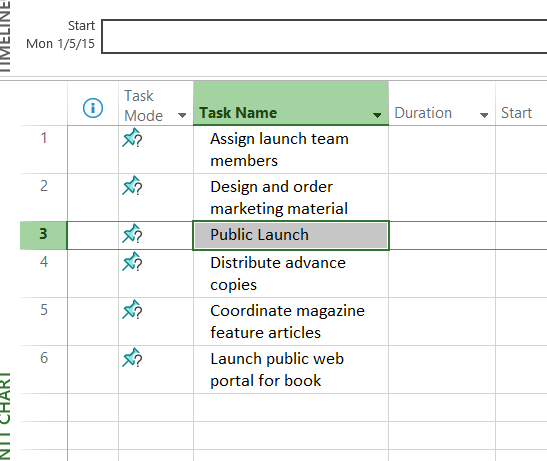 TIMELINE
Start
Mon 1/5/15
Task
Mode
Task Name
Duration
Start
1
Assign launch team
members
2
Design and order
marketing material
3
Public Launch
4
Distribute advance
copies
5
Coordinate magazine
feature articles
6
Launch public web
portal for book
NTT CHART